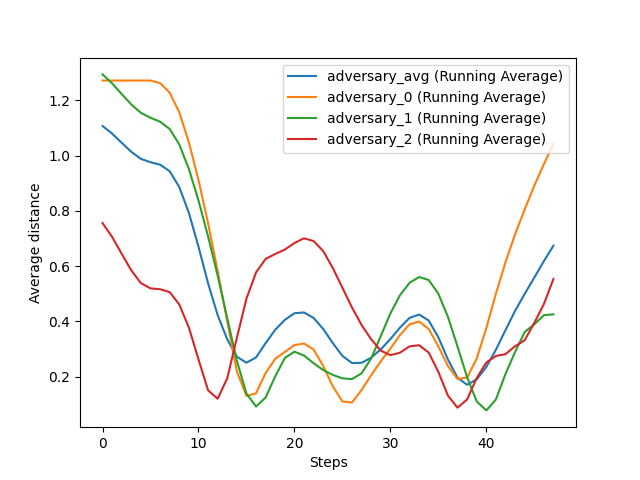 adversary_avg (Running Average)
adversary_0 (Running Average)
adversary_1 (Running Average)
adversary_2 (Running Average)
1.2
1.0
0.8
0.6
0.4
0.2
Average distance
0 10 20 30 40
Steps